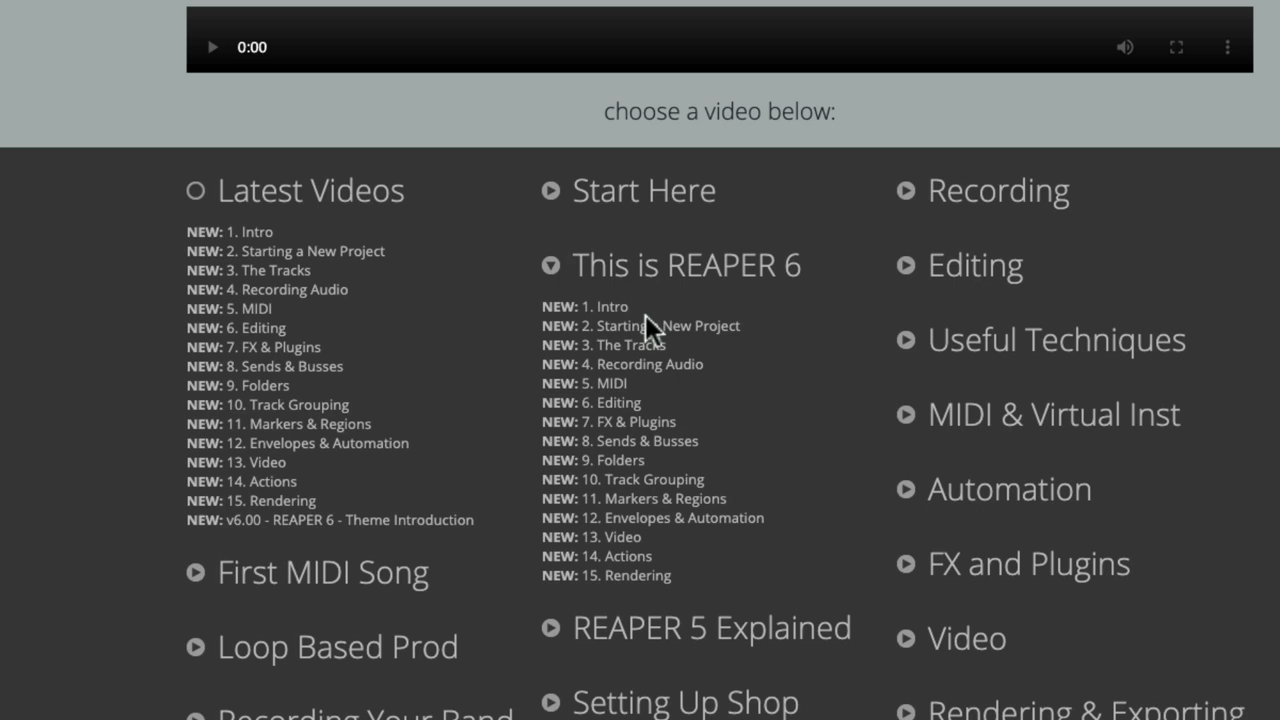 0:00
choose a video below:
Latest Videos
NEW: 1. Intro
NEW: 2. Starting a New Project
NEW: 3. The Tracks
NEW: 4. Recording Audio
NEW: 5. MIDI
NEW: 6. Editing
NEW: 7. FX & Plugins
NEW: 8. Sends & Busses
NEW: 9. Folders
NEW: 10. Track Grouping
NEW: 11. Markers & Regions
NEW: 12. Envelopes & Automation
NEW: 13. Video
NEW: 14. Actions
NEW: 15. Rendering
NEW: v6.00 - REAPER 6 - Theme Introduction
First MIDI Song
Loop Based Prod
Recording Your Band
Start Here
This is REAPER 6
NEW: 1. Intro
NEW: 2. Starting New Project
NEW: 3. The Tracks
NEW: 4. Recording Audio
NEW: 5. MIDI
NEW: 6. Editing
NEW: 7. FX & Plugins
NEW: 8. Sends & Busses
NEW: 9. Folders
NEW: 10. Track Grouping
NEW: 11. Markers & Regions
NEW: 12. Envelopes & Automation
NEW: 13. Video
NEW: 14. Actions
NEW: 15. Rendering
REAPER 5 Explained
Setting Up Shop
Recording
Editing
Useful Techniques
MIDI & Virtual Inst
Automation
FX and Plugins
Video
Rendering & Exporting